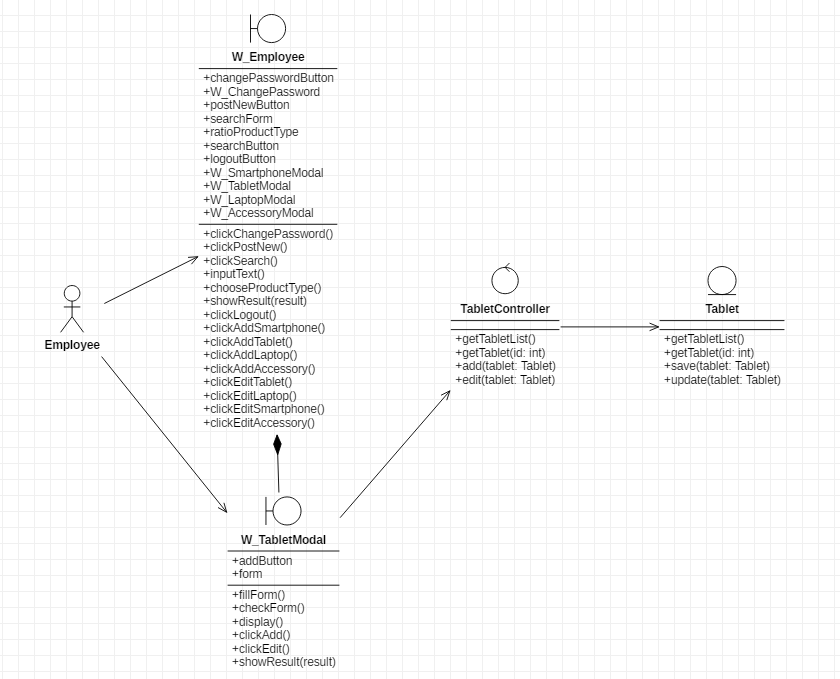 W_Employee
+changePasswordButton
+W_ChangePassword
+postNewButton
+searchForm
+ratioProductType
+searchButton
+logoutButton
+W_SmartphoneModal
+W_TabletModal
+W_LaptopModal
+W_AccessoryModal
+clickChangePassword()
+clickPostNew()
+clickSearch()
+inputText()
+chooseProductType()
+showResult(result)
+clickLogout()
+clickAddSmartphone()
+clickAddTablet()
+clickAddLaptop()
+clickAddAccessory()
+clickEditTablet()
+clickEditLaptop()
+clickEditSmartphone()
+clickEditAccessory()
Employee
TabletController
+getTabletList()
+getTablet(id: int)
+add(tablet: Tablet)
+edit(tablet: Tablet)
Tablet
+getTabletList()
+getTablet(id: int)
+save(tablet: Tablet)
+update(tablet: Tablet)
W_TabletModal
+addButton
+form
+fillForm()
+checkForm()
+display()
+clickAdd()
+clickEdit()
+showResult(result)